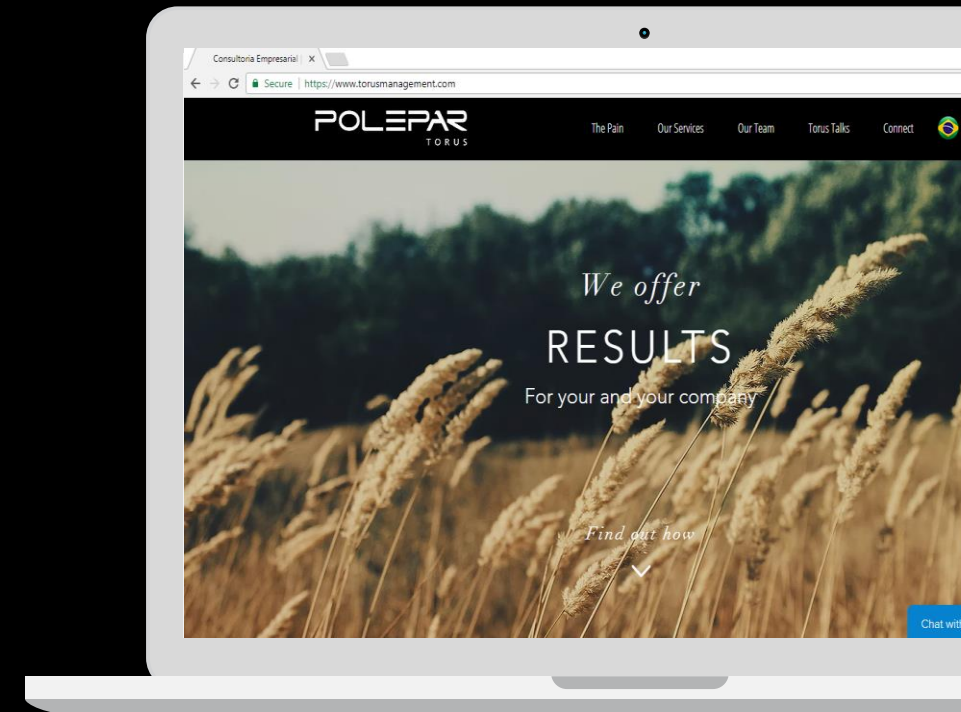 Consultoria Empresarial
Secure https://www.torusmanagement.com
POLEPAR
TORUS
The Pain Our Services Our Team Torus Talks Connect
We offer
RESULTS
For your and your company
Find out how
Chat with